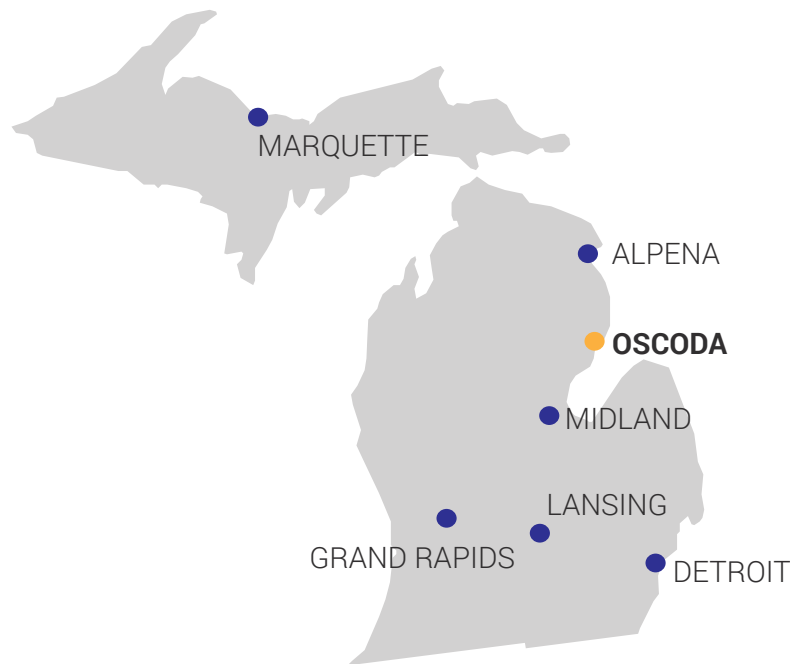 MARQUETTE
ALPENA
OSCODA
MIDLAND
LANSING
GRAND RAPIDS
DETROIT